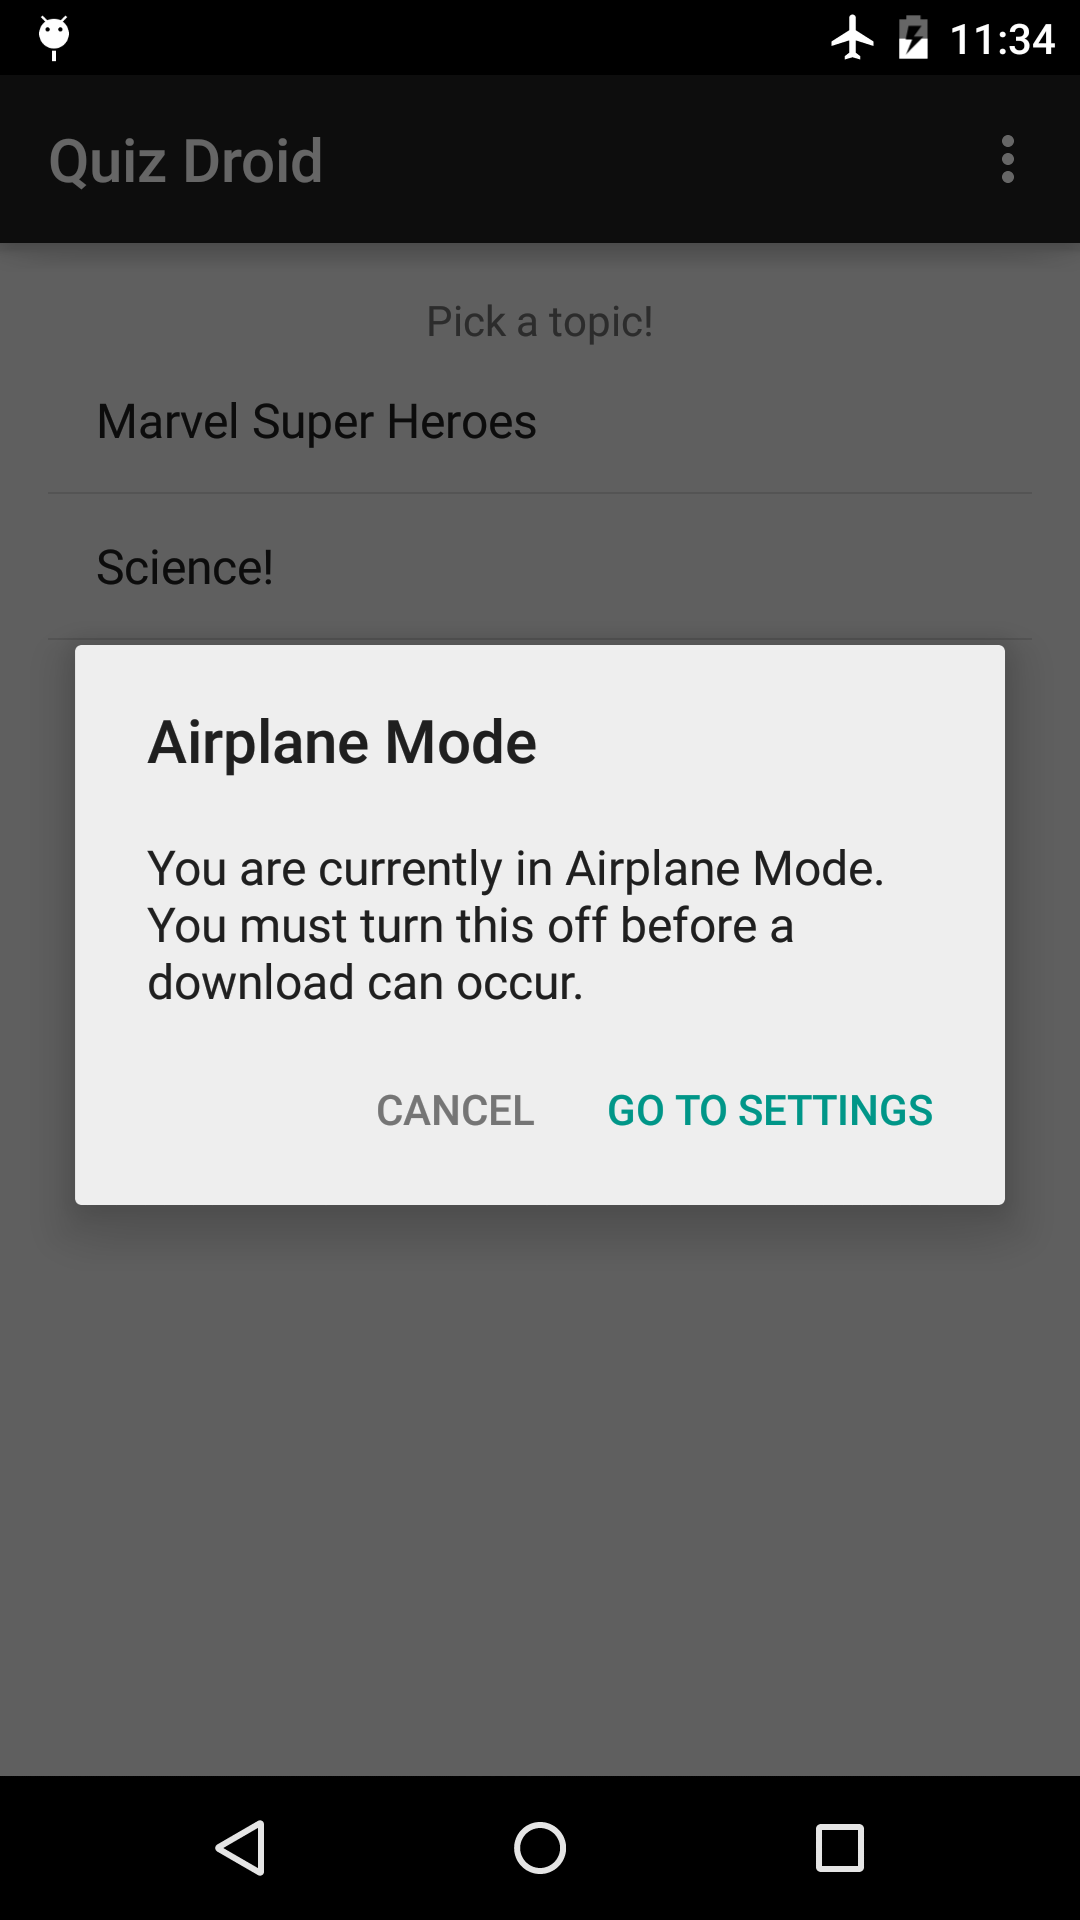 11:34
Quiz Droid
Pick a topic!
Marvel Super Heroes
Science!
Airplane Mode
You are currently in Airplane Mode.
You must turn this off before a
download can occur.
CANCEL GO TO SETTINGS